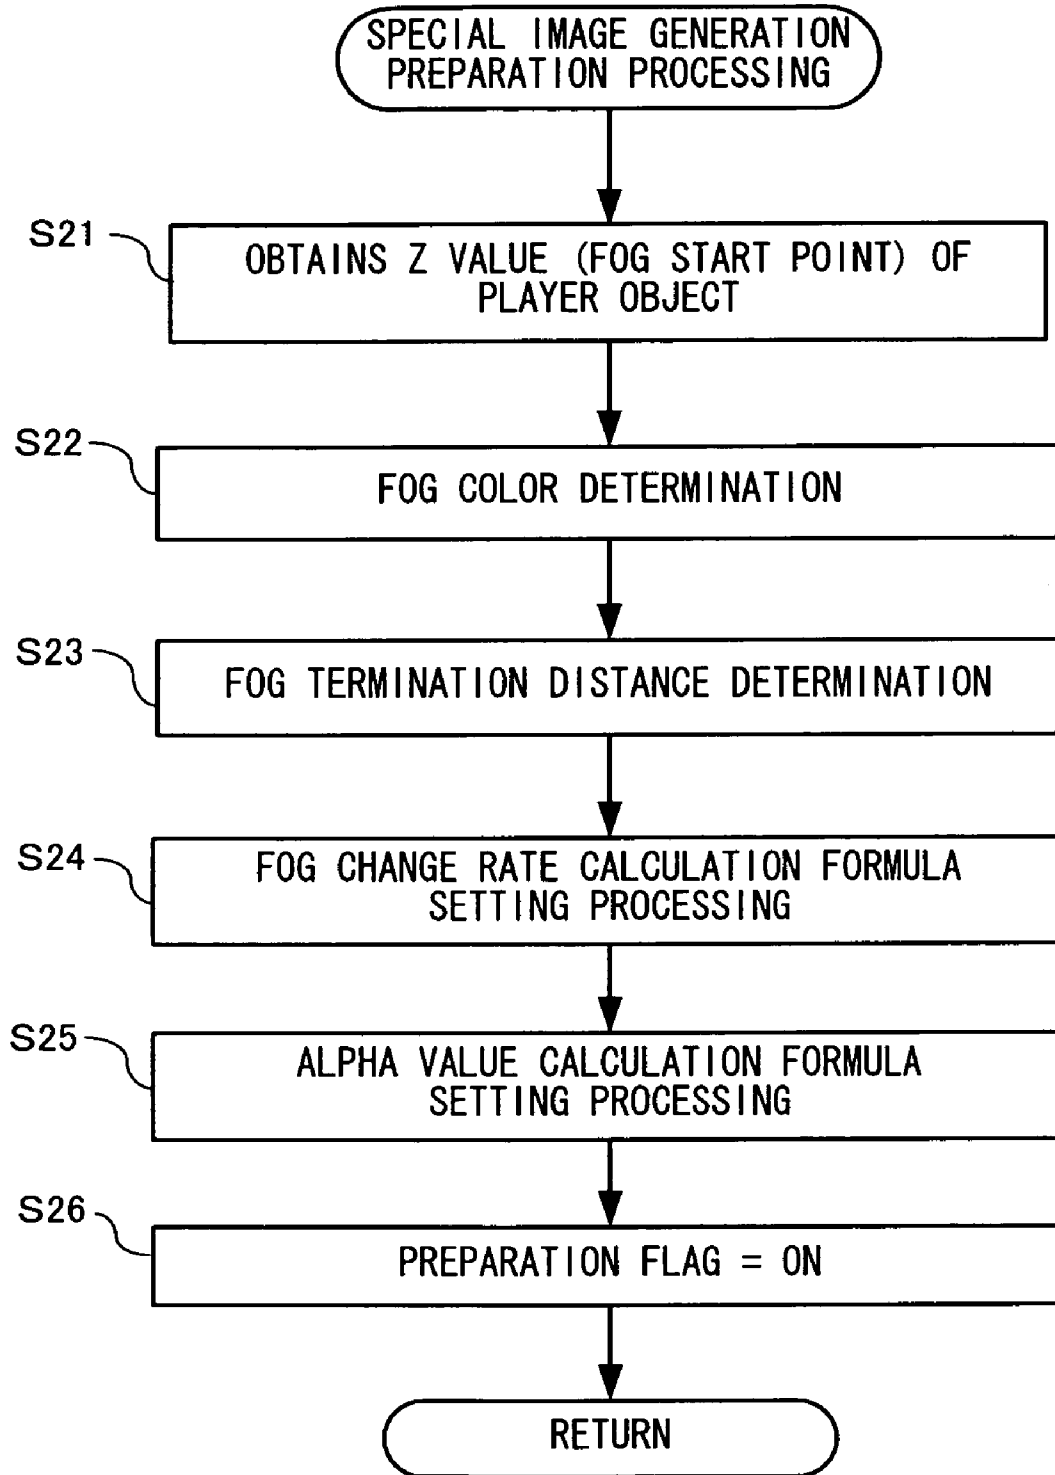 SPECIAL IMAGE GENERATION
PREPARATION PROCESSING
S21
OBTAINS Z VALUE (FOG START POINT) OF
PLAYER OBJECT
S22
FOG COLOR DETERMINATION
S23
FOG TERMINATION DISTANCE DETERMINATION
S24
FOG CHANGE RATE CALCULATION FORMULA
SETTING PROCESSING
S25
ALPHA VALUE CALCULATION FORMULA
SETTING PROCESSING
S26
PREPARATION FLAG = ON
RETURN